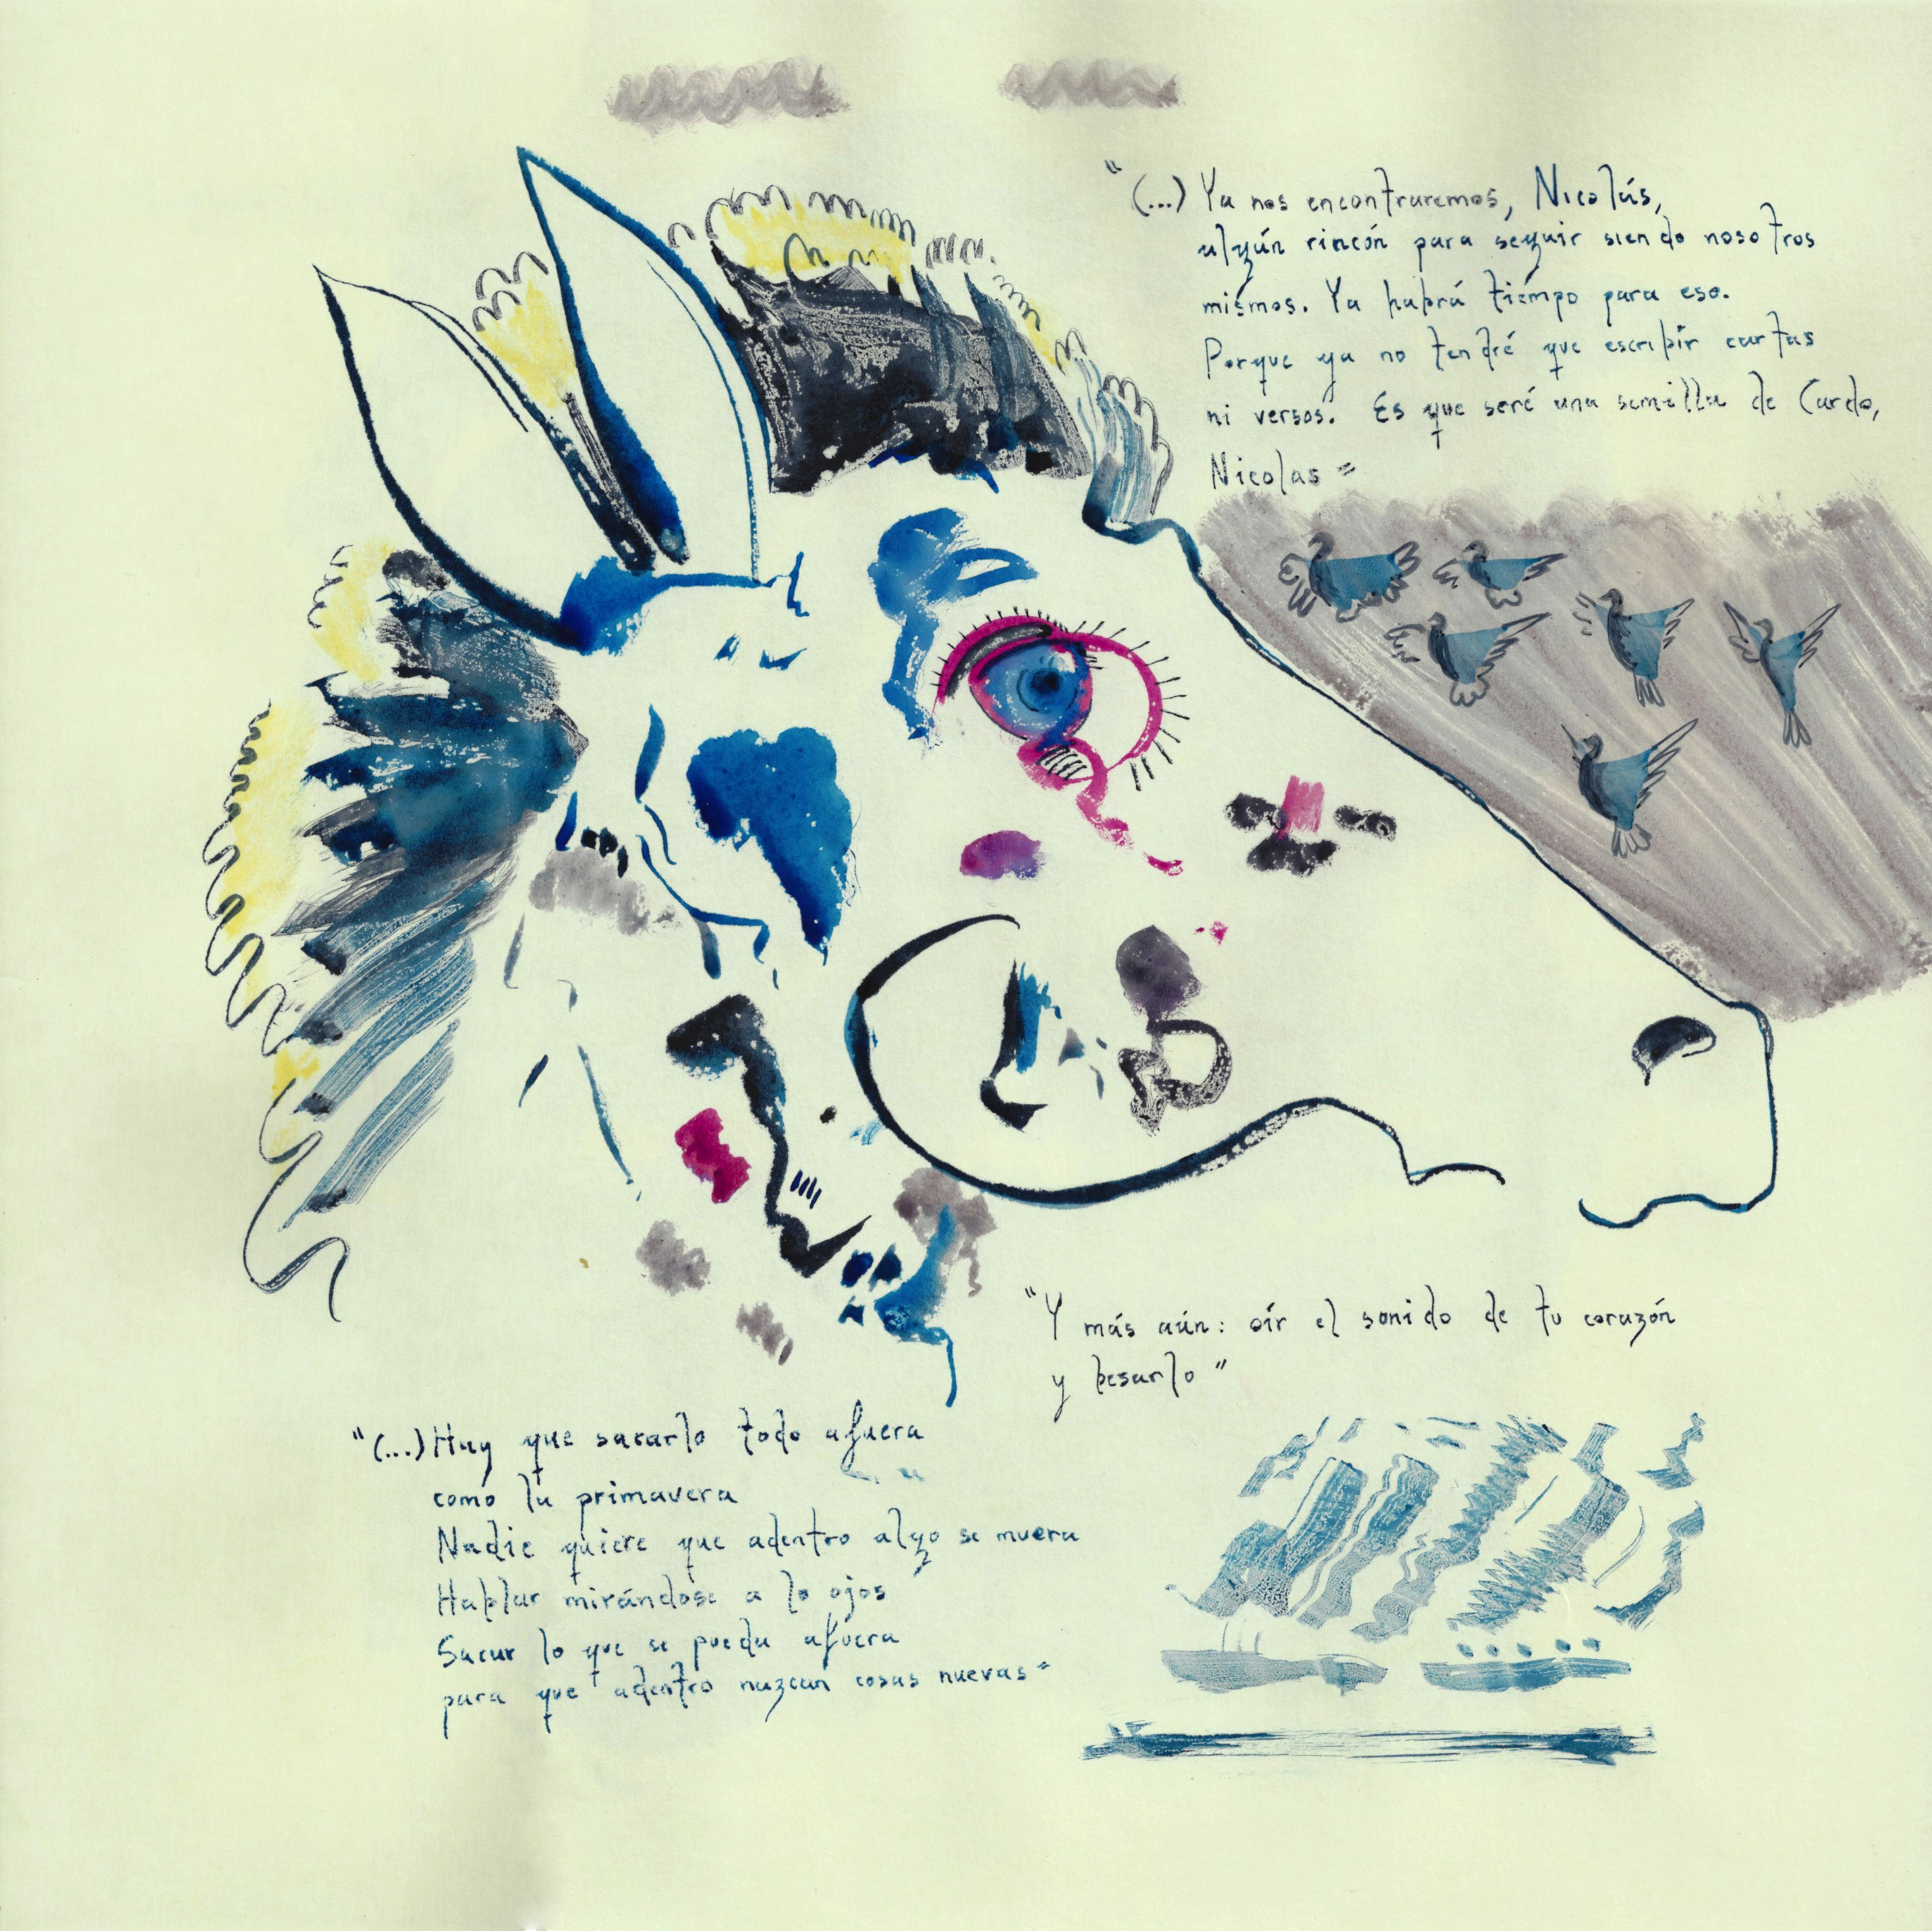 "(...) Ya nos encontraremos, Nicolás,
algún rincón para seguir siendo nosotros
mismos. Ya habrá tiempo para eso.
Porque ya no tendré que escribir cartas
ni versos. Es que seré una semilla de Cardo,
Nicolas"
"Y más aún: oír el sonido de tu corazón
y besarlo"
"(...) Hay que sacarlo todo afuera
como la primavera
Nadie quiere que adentro algo se muera
Hablar mirándose a lo ojos
Sacar lo que se pueda afuera
para que adentro nazcan cosas nuevas"